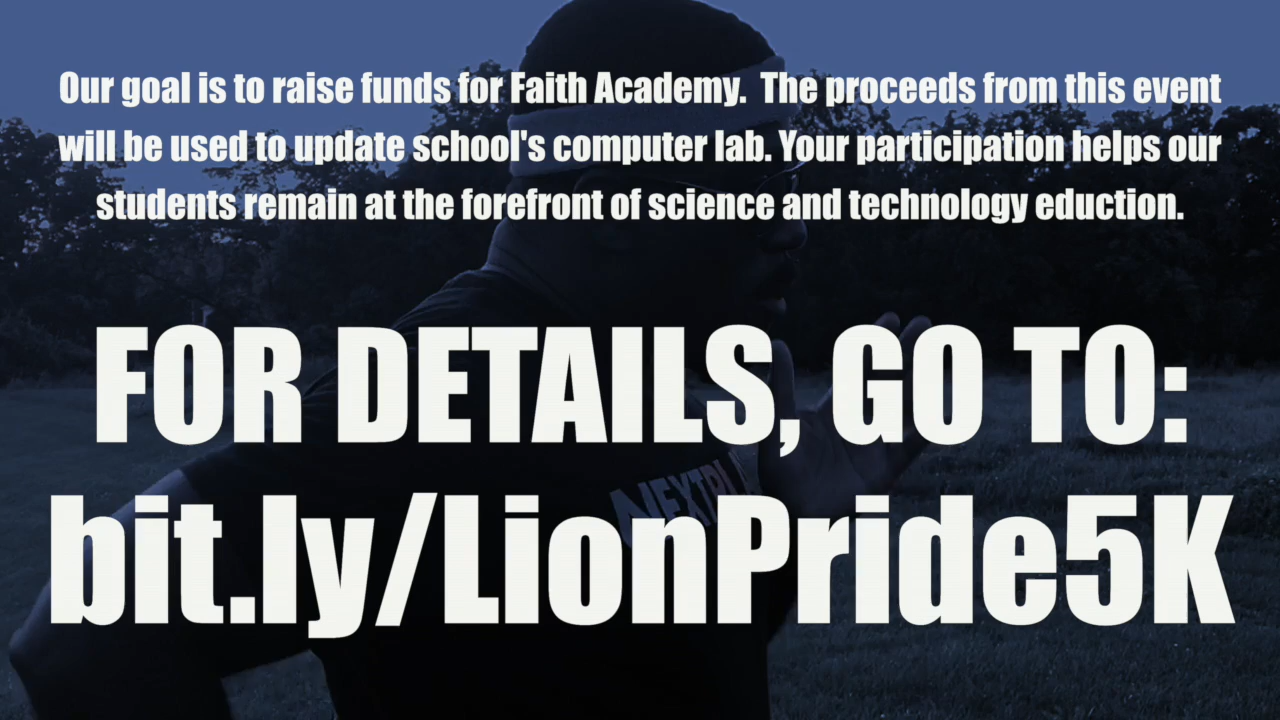 Our goal is to raise funds for Faith Academy.  The proceeds from this event
will be used to update school's computer lab. Your participation helps our
students remain at the forefront of science and technology eduction.
FOR DETAILS, GO TO:
bit.ly/LionPride5K